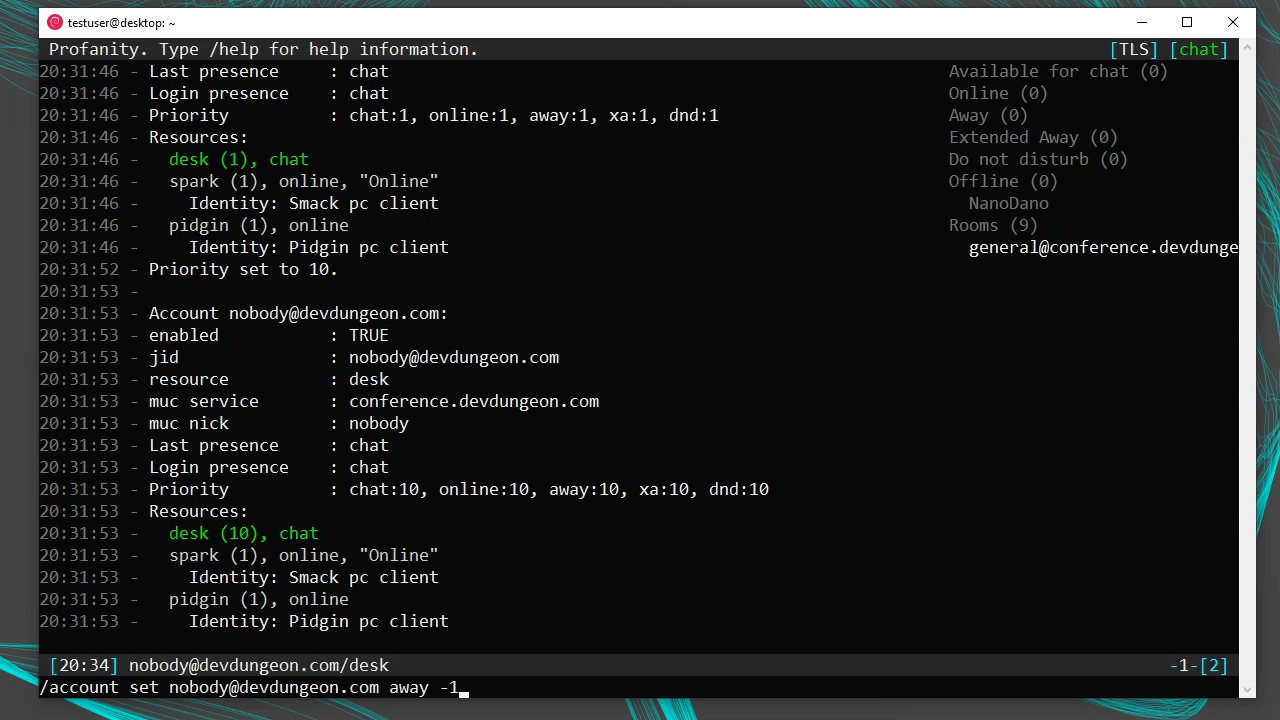 testuser@desktop: ~
Profanity. Type /help for help information. [TLS] [chat]
20:31:46 - Last presence : chat
20:31:46 - Login presence : chat
20:31:46 - Priority : chat:1, online:1, away:1, xa:1, dnd:1
20:31:46 - Resources:
20:31:46 - desk (1), chat
20:31:46 - spark (1), online, "Online"
20:31:46 - Identity: Smack pc client
20:31:46 - pidgin (1), online
20:31:46 - Identity: Pidgin pc client
20:31:52 - Priority set to 10.
20:31:53 -
20:31:53 - Account nobody@devdungeon.com:
20:31:53 - enabled : TRUE
20:31:53 - jid : nobody@devdungeon.com
20:31:53 - resource : desk
20:31:53 - muc service : conference.devdungeon.com
20:31:53 - muc nick : nobody
20:31:53 - Last presence : chat
20:31:53 - Login presence : chat
20:31:53 - Priority : chat:10, online:10, away:10, xa:10, dnd:10
20:31:53 - Resources:
20:31:53 - desk (10), chat
20:31:53 - spark (1), online, "Online"
20:31:53 - Identity: Smack pc client
20:31:53 - pidgin (1), online
20:31:53 - Identity: Pidgin pc client
Available for chat (0)
Online (0)
Away (0)
Extended Away (0)
Do not disturb (0)
Offline (0)
NanoDano
Rooms (9)
general@conference.devdunge
[20:34] nobody@devdungeon.com/desk -1-[2]
/account set nobody@devdungeon.com away -1